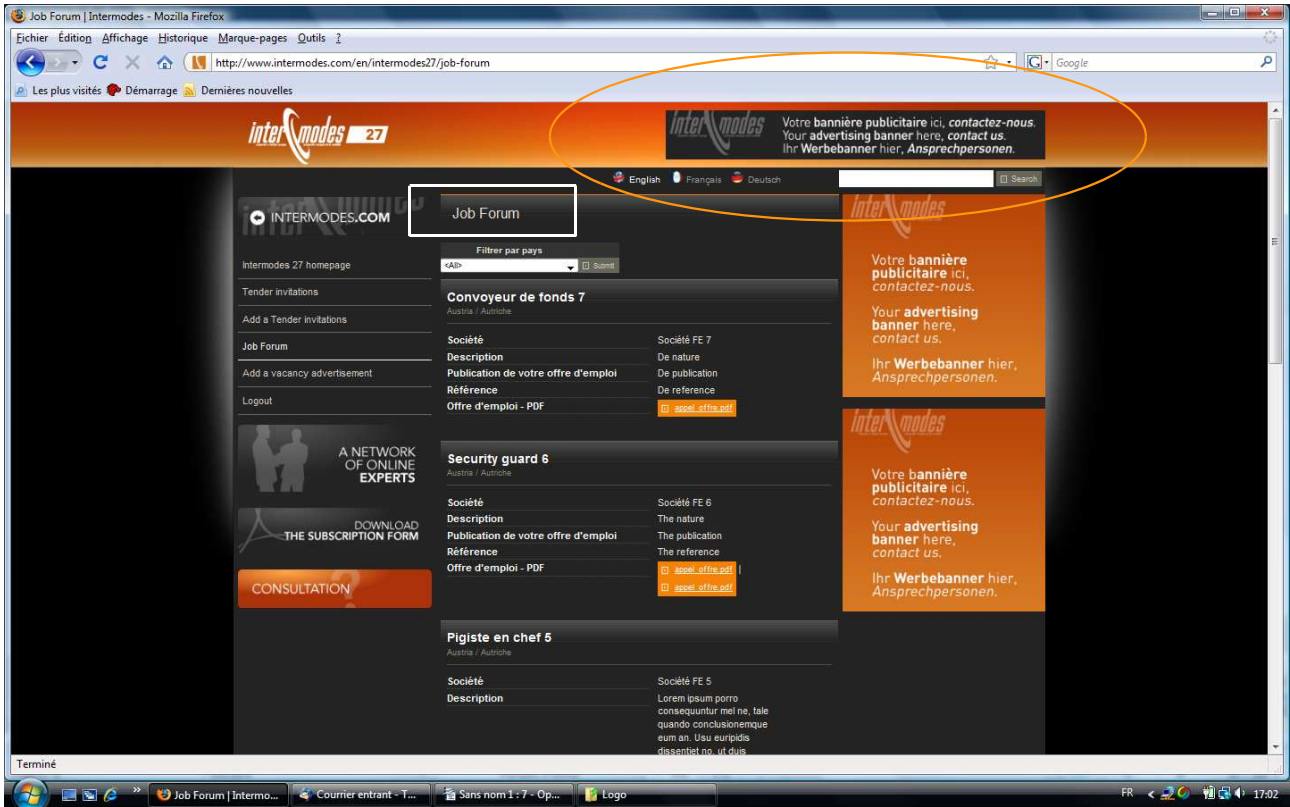 Job Forum | Intermodes - Mozilla Firefox
Fichier Édition Affichage Historique Marque-pages Outils ?
http://www.intermodes.com/en/intermodes27/job-forum
Google
Les plus visités Démarrage Dernières nouvelles
intermodes 27
intermodes
Votre bannière publicitaire ici, contactez-nous.
Your advertising banner here, contact us.
Ihr Werbebanner hier, Ansprechpersonen.
English Français Deutsch
Search
INTERMODES.COM
Intermodes 27 homepage
Tender invitations
Add a Tender invitations
Job Forum
Add a vacancy advertisement
Logout
A NETWORK
OF ONLINE
EXPERTS
DOWNLOAD
THE SUBSCRIPTION FORM
CONSULTATION
Job Forum
Filtrer par pays
<All> Submit
Convoyeur de fonds 7
Austria / Autriche
Société Société FE 7
Description De nature
Publication de votre offre d'emploi De publication
Référence De reference
Offre d'emploi - PDF appel_offre.pdf
Security guard 6
Austria / Autriche
Société Société FE 6
Description The nature
Publication de votre offre d'emploi The publication
Référence The reference
Offre d'emploi - PDF appel_offre.pdf |
appel_offre.pdf
Pigiste en chef 5
Austria / Autriche
Société Société FE 5
Description Lorem ipsum porro
consequuntur mel ne, tale
quando conclusionemque
eum an. Usu euripidis
dissentiet no, ut duis
intermodes
Votre bannière
publicitaire ici,
contactez-nous.
Your advertising
banner here,
contact us.
Ihr Werbebanner hier,
Ansprechpersonen.
intermodes
Votre bannière
publicitaire ici,
contactez-nous.
Your advertising
banner here,
contact us.
Ihr Werbebanner hier,
Ansprechpersonen.
Terminé
Job Forum | Intermo... Courrier entrant - T... Sans nom 1 : 7 - Op... Logo
FR 17:02